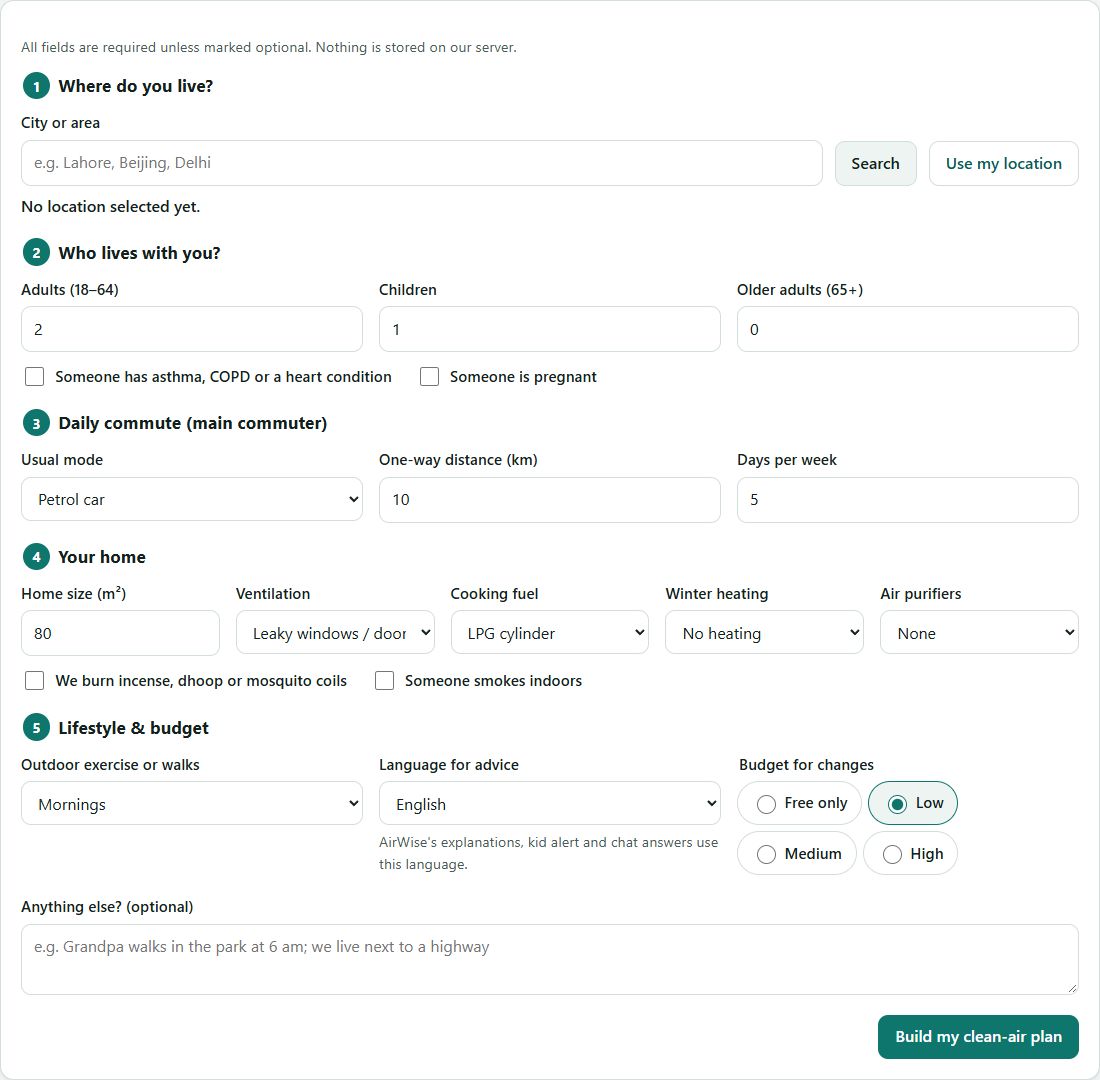 All fields are required unless marked optional. Nothing is stored on our server.
1 Where do you live?
City or area
e.g. Lahore, Beijing, Delhi
Search
Use my location
No location selected yet.
2 Who lives with you?
Adults (18–64)
Children
Older adults (65+)
2
1
0
Someone has asthma, COPD or a heart condition
Someone is pregnant
3 Daily commute (main commuter)
Usual mode
One-way distance (km)
Days per week
Petrol car
10
5
4 Your home
Home size (m²)
Ventilation
Cooking fuel
Winter heating
Air purifiers
80
Leaky windows / door
LPG cylinder
No heating
None
We burn incense, dhoop or mosquito coils
Someone smokes indoors
5 Lifestyle & budget
Outdoor exercise or walks
Language for advice
Budget for changes
Mornings
English
Free only
Low
AirWise's explanations, kid alert and chat answers use
this language.
Medium
High
Anything else? (optional)
e.g. Grandpa walks in the park at 6 am; we live next to a highway
Build my clean-air plan